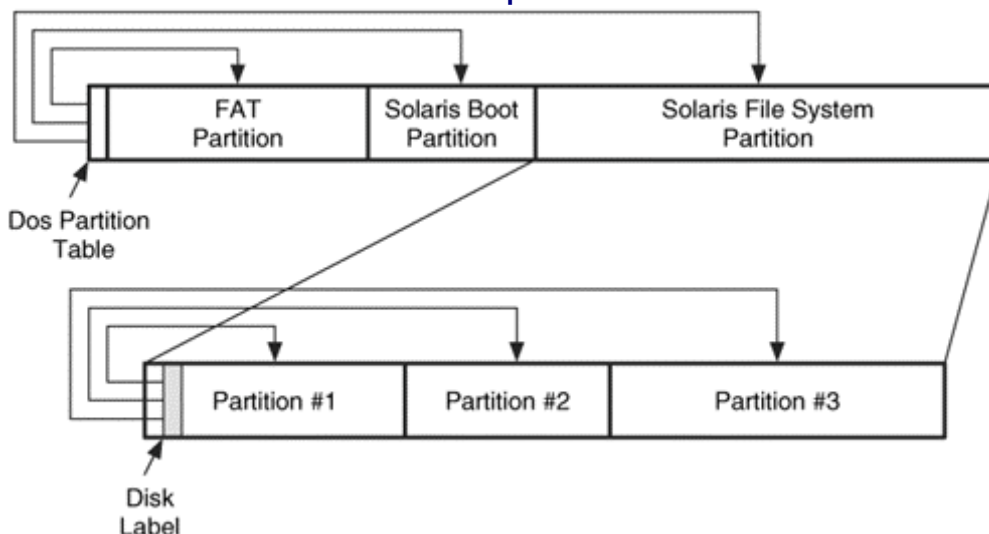 FAT
Partition
Solaris Boot
Partition
Solaris File System
Partition
Dos Partition
Table
Partition #1
Partition #2
Partition #3
Disk
Label